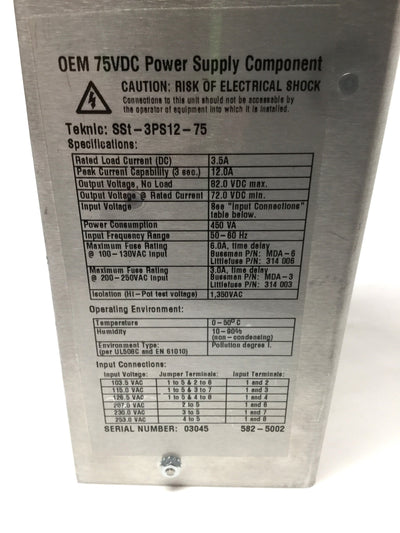 OEM 75VDC Power Supply Component
CAUTION: RISK OF ELECTRICAL SHOCK
Connections to this unit should not be accessable by
the operator of equipment into which it is installed.
Teknic: SSt-3PS12-75
Specifications:
Rated Load Current (DC) 3.5A
Peak Current Capability (3 sec.) 12.0A
Output Voltage, No Load 82.0 VDC max.
Output Voltage @ Rated Current 72.0 VDC min.
Input Voltage See "Input Connections"
table below.
Power Consumption 450 VA
Input Frequency Range 50-60 Hz
Maximum Fuse Rating 6.0A, time delay
@ 100-130VAC input Bussman P/N: MDA-6
Littlefuse P/N: 314 006
Maximum Fuse Rating 3.0A, time delay
@ 200-250VAC input Bussman P/N: MDA-3
Littlefuse P/N: 314 003
Isolation (Hi-Pot test voltage) 1,350VAC
Operating Environment:
Temperature 0-50°C
Humidity 10-90%
(non-condensing)
Environment Type: Pollution degree 1.
(per UL508C and EN 61010)
Input Connections:
Input Voltage: Jumper Terminals: Input Terminals:
103.5 VAC 1 to 5 & 2 to 6 1 and 2
115.0 VAC 1 to 5 & 3 to 7 1 and 3
126.5 VAC 1 to 5 & 4 to 8 1 and 4
207.0 VAC 2 to 5 1 and 6
230.0 VAC 3 to 5 1 and 7
253.0 VAC 4 to 5 1 and 8
SERIAL NUMBER: 03045 582-5002